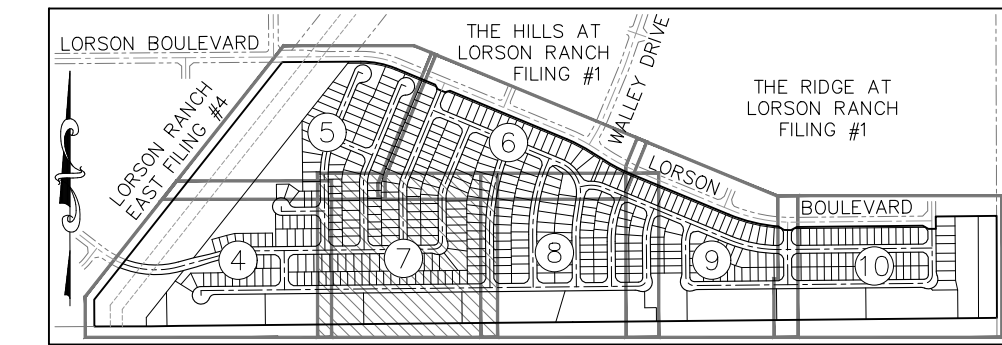 LORSON BOULEVARD
THE HILLS AT
LORSON RANCH
FILING #1
WALLEY DRIVE
THE RIDGE AT
LORSON RANCH
FILING #1
LORSON RANCH
EAST FILING #4
LORSON
BOULEVARD
5
6
4
7
8
9
10